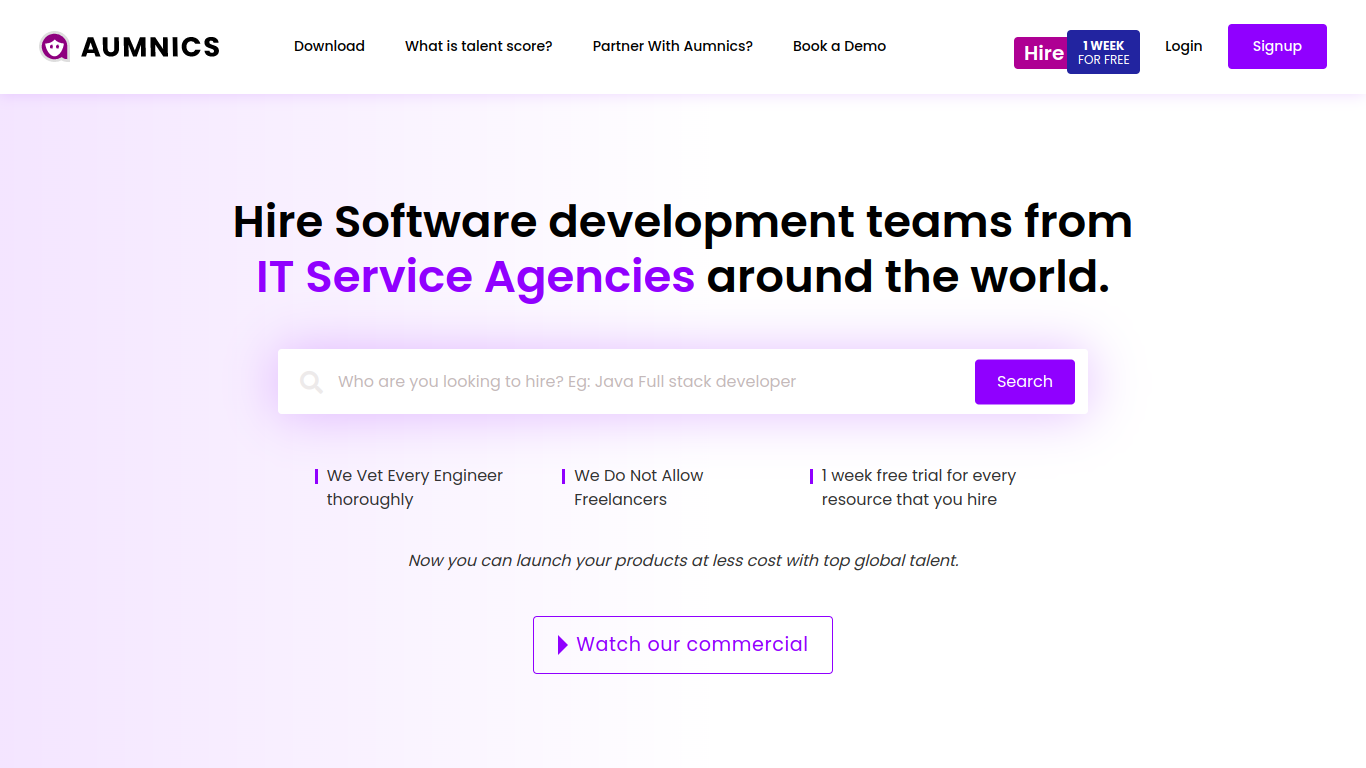 AUMNICS
Download
What is talent score?
Partner With Aumnics?
Book a Demo
Hire
1 WEEK
FOR FREE
Login
Signup
Hire Software development teams from
IT Service Agencies around the world.
Who are you looking to hire? Eg: Java Full stack developer
Search
We Vet Every Engineer
thoroughly
We Do Not Allow
Freelancers
1 week free trial for every
resource that you hire
Now you can launch your products at less cost with top global talent.
Watch our commercial